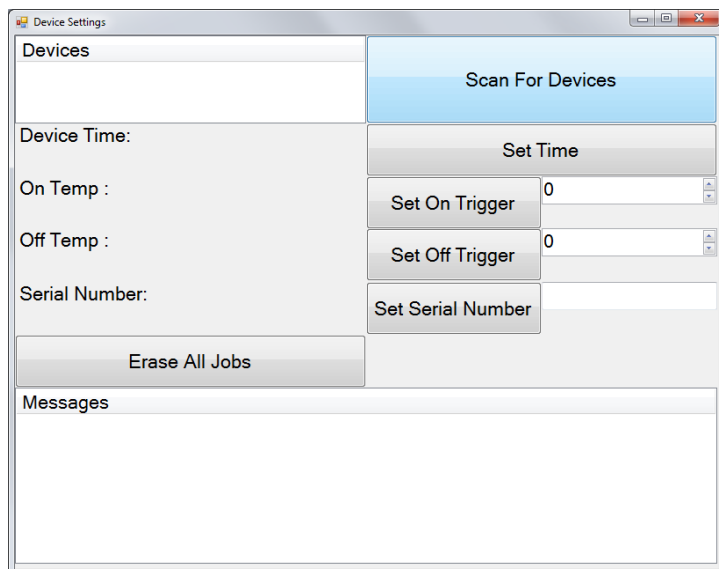 Device Settings
Devices
Scan For Devices
Device Time:
Set Time
On Temp :
Set On Trigger
0
Off Temp :
Set Off Trigger
0
Serial Number:
Set Serial Number
Erase All Jobs
Messages